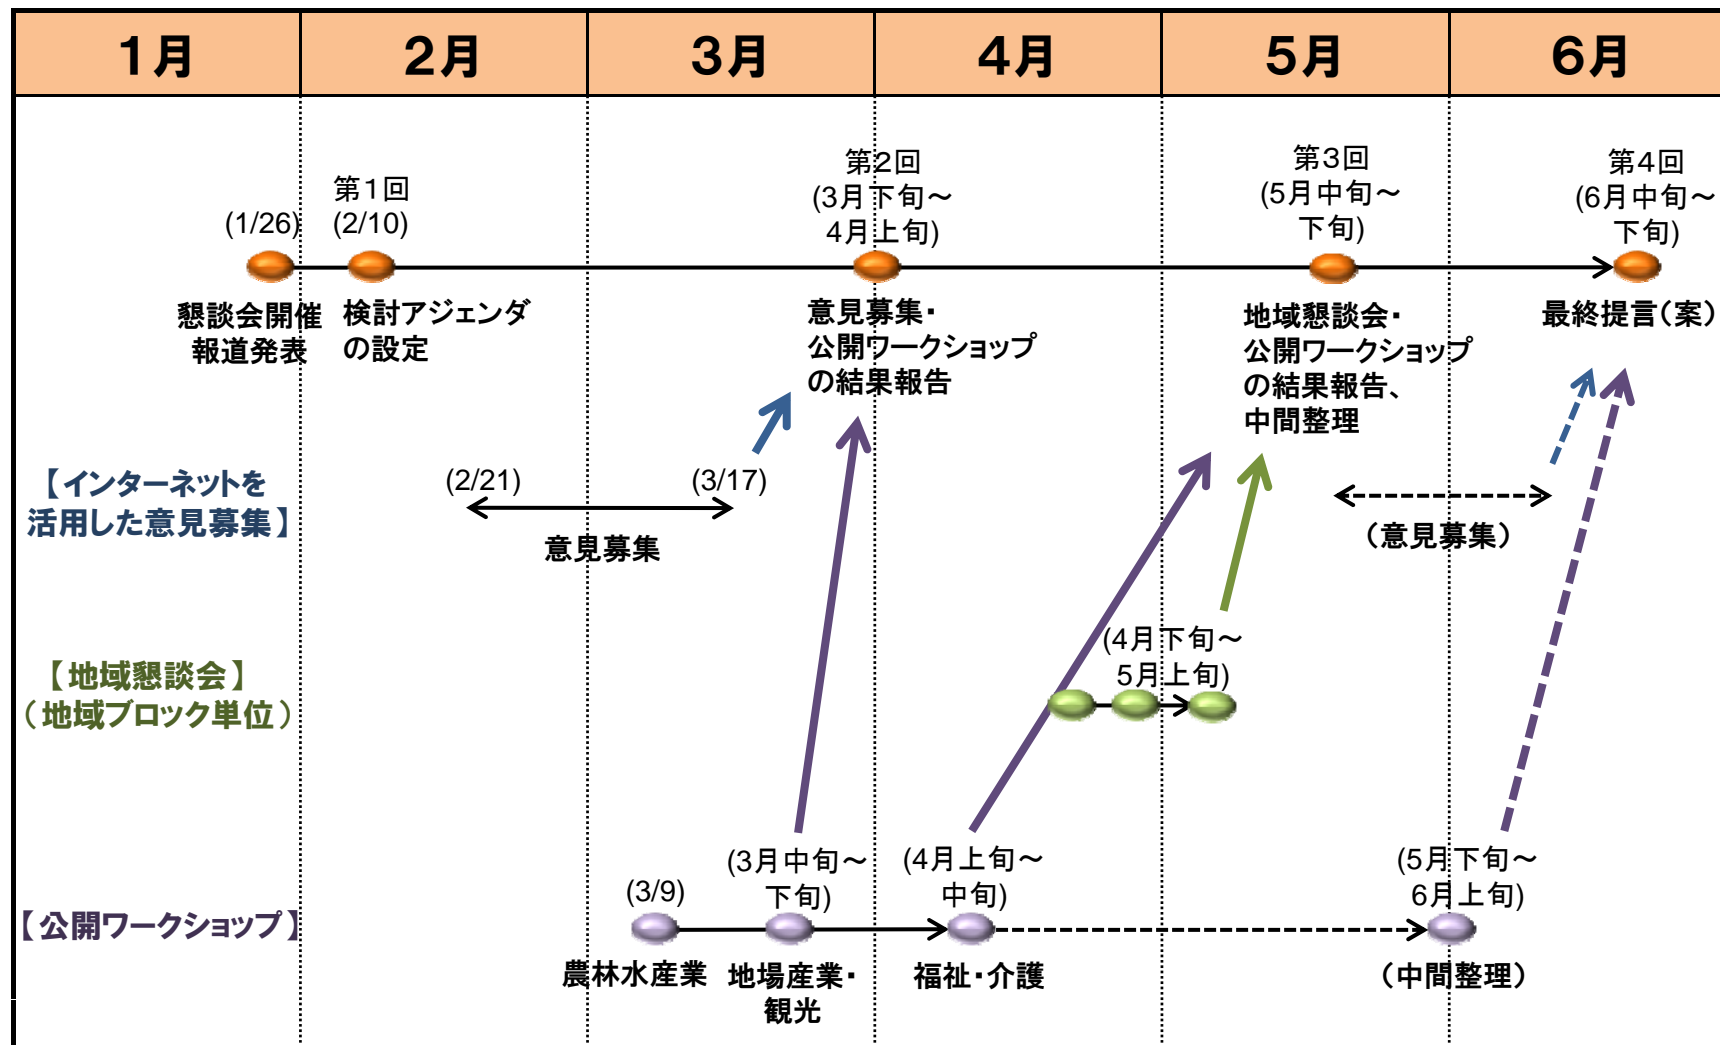 1月
2月
3月
4月
5月
6月
(1/26)
第1回
(2/10)
第2回
(3月下旬～
4月上旬)
第3回
(5月中旬～
下旬)
第4回
(6月中旬～
下旬)
懇談会開催
報道発表
検討アジェンダ
の設定
意見募集・
公開ワークショップ
の結果報告
地域懇談会・
公開ワークショップ
の結果報告、
中間整理
最終提言(案)
【インターネットを
活用した意見募集】
(2/21)
(3/17)
意見募集
(意見募集)
【地域懇談会】
(地域ブロック単位)
(4月下旬～
5月上旬)
【公開ワークショップ】
(3/9)
(3月中旬～
下旬)
(4月上旬～
中旬)
(5月下旬～
6月上旬)
農林水産業
地場産業・
観光
福祉・介護
(中間整理)